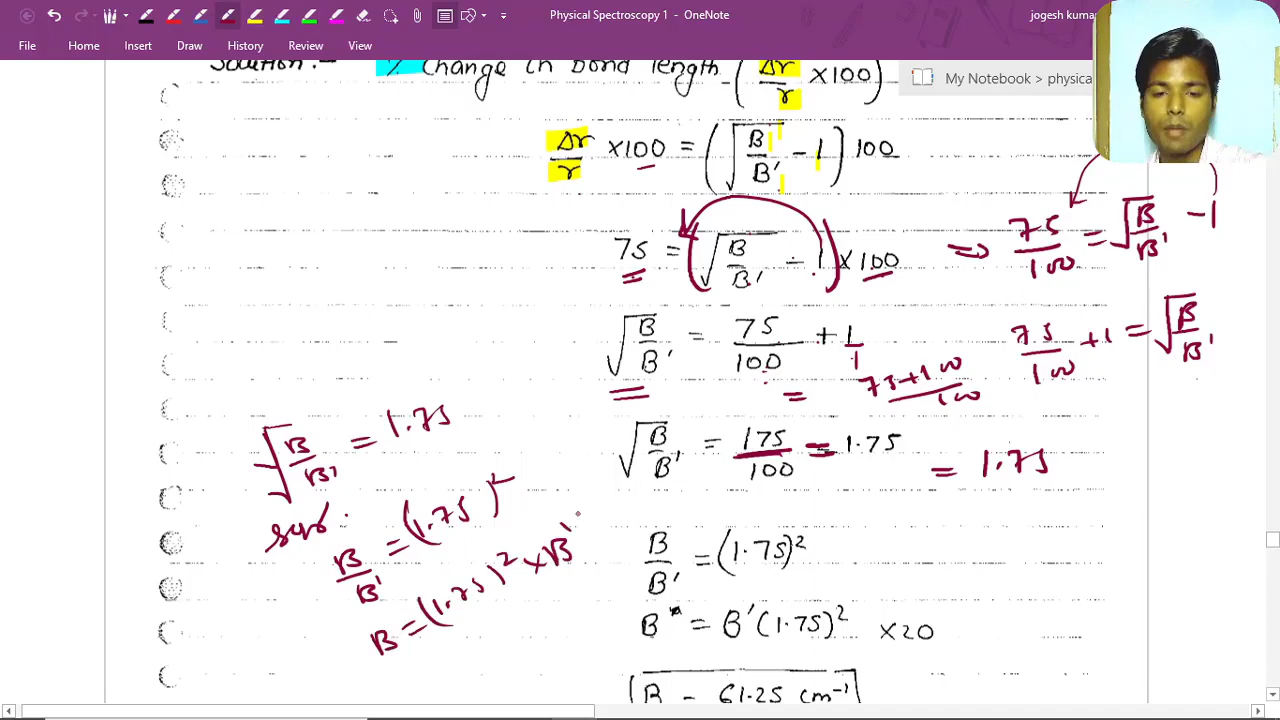 Physical Spectroscopy 1 - OneNote
jogesh kuma
File Home Insert Draw History Review View
My Notebook > physica
Solution:- % Change in bond length - (Δr/r ×100)
Δr/r ×100 = (√B/B' - 1) 100
75 = (√B/B' - 1) × 100
⇒ 75/100 = √B/B' - 1
√B/B' = 75/100 + 1/1
= 75+100/100
75/100 + 1 = √B/B'
√B/B' = 175/100 = 1.75
= 1.75
√B/B' = 1.75
sqr.
B/B' = (1.75)²
B = (1.75)² × B'
B/B' = (1.75)²
B = B'(1.75)² ×20
B - 61.25 cm⁻¹